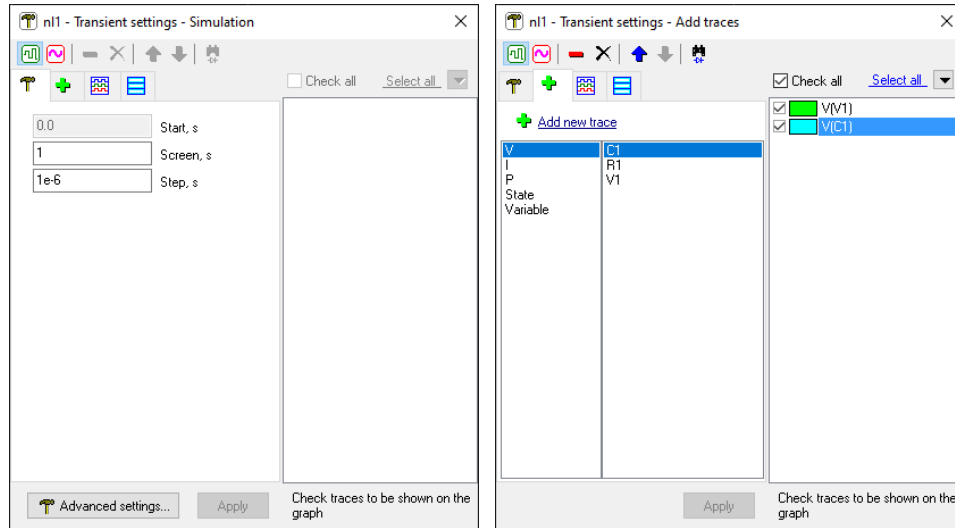 nl1 - Transient settings - Simulation
Check all Select all
0.0 Start, s
1 Screen, s
1e-6 Step, s
Advanced settings... Apply
Check traces to be shown on the
graph
nl1 - Transient settings - Add traces
Check all Select all
Add new trace
V
I
P
State
Variable
C1
R1
V1
V(V1)
V(C1)
Apply
Check traces to be shown on the
graph